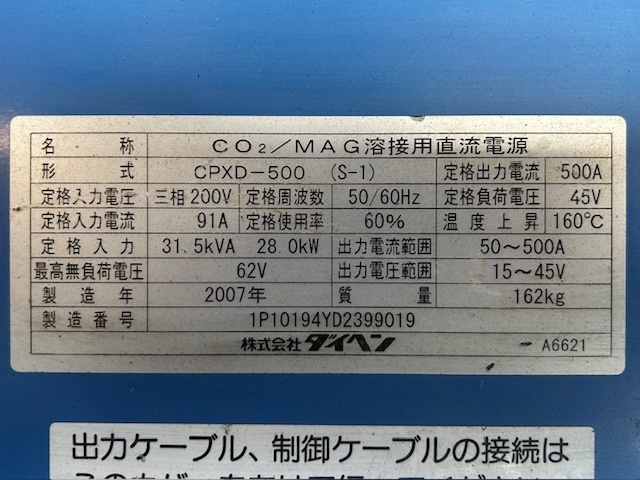 名称 CO₂／MAG溶接用直流電源
形式 CPXD-500 (S-1) 定格出力電流 500A
定格入力電圧 三相200V 定格周波数 50/60Hz 定格負荷電圧 45V
定格入力電流 91A 定格使用率 60% 温度上昇 160℃
定格入力 31.5kVA 28.0kW 出力電流範囲 50～500A
最高無負荷電圧 62V 出力電圧範囲 15～45V
製造年 2007年 質量 162kg
製造番号 1P10194YD2399019
株式会社ダイヘン A6621
出力ケーブル、制御ケーブルの接続は